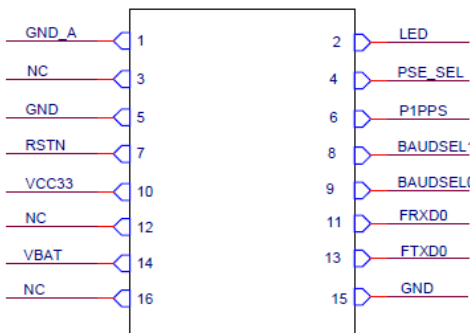 GND_A 1 2 LED
NC 3 4 PSE_SEL
GND 5 6 P1PPS
RSTN 7 8 BAUDSEL1
VCC33 10 9 BAUDSEL0
NC 12 11 FRXD0
VBAT 14 13 FTXD0
NC 16 15 GND